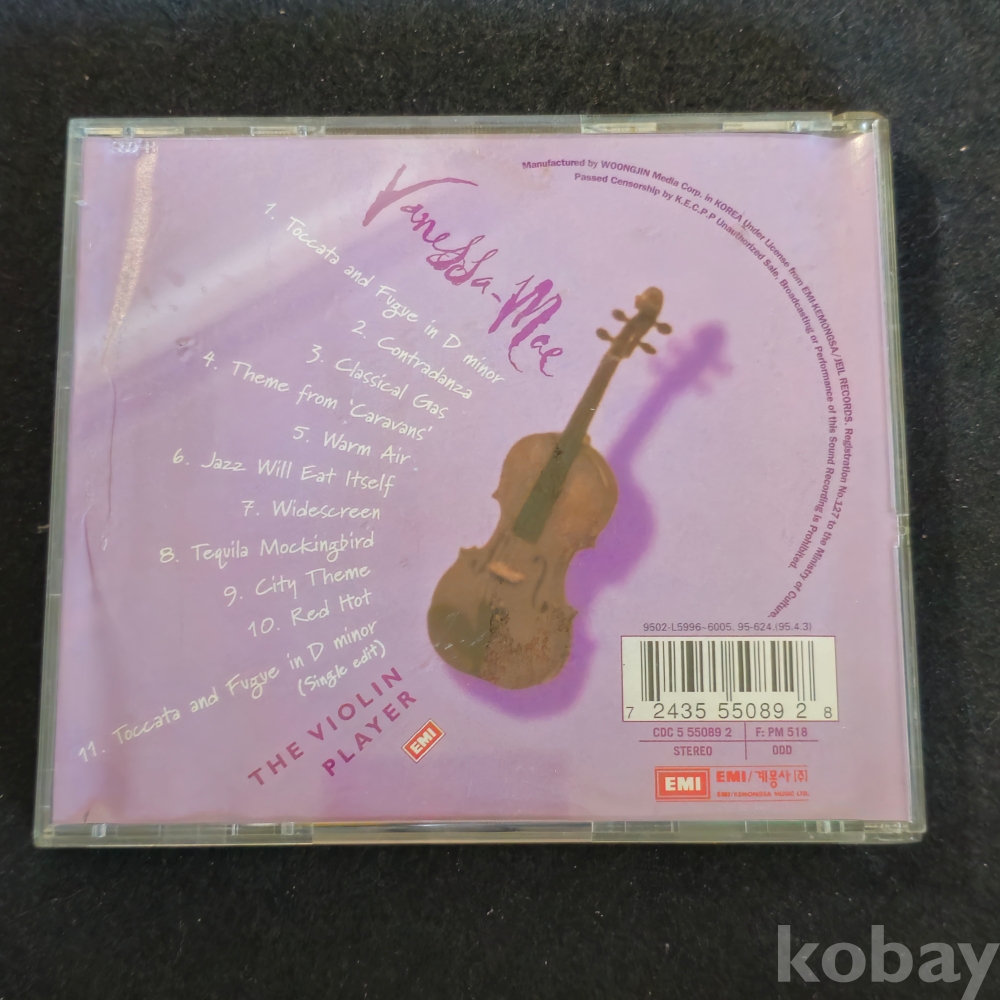 Vanessa-Mae
Manufactured by WOONGJIN Media Corp. in KOREA Under License from EMI-KEMONGSA/JEIL RECORDS. Registration No.127 to the Ministry of Culture.
Passed Censorship by K.E.C.P.P Unauthorized Sale, Broadcasting or Performance of this Sound Recording is Prohibited.
1. Toccata and Fugue in D minor
2. Contradanza
3. Classical Gas
4. Theme from 'Caravans'
5. Warm Air
6. Jazz Will Eat Itself
7. Widescreen
8. Tequila Mockingbird
9. City Theme
10. Red Hot
11. Toccata and Fugue in D minor
(Single edit)
THE VIOLIN
PLAYER
EMI
9502-L5996~6005. 95-624.(95.4.3)
7 24355 50892 8
CDC 5 55089 2 F: PM 518
STEREO DDD
EMI EMI/계몽사(주)
EMI/KEMONGSA MUSIC LTD.
kobay